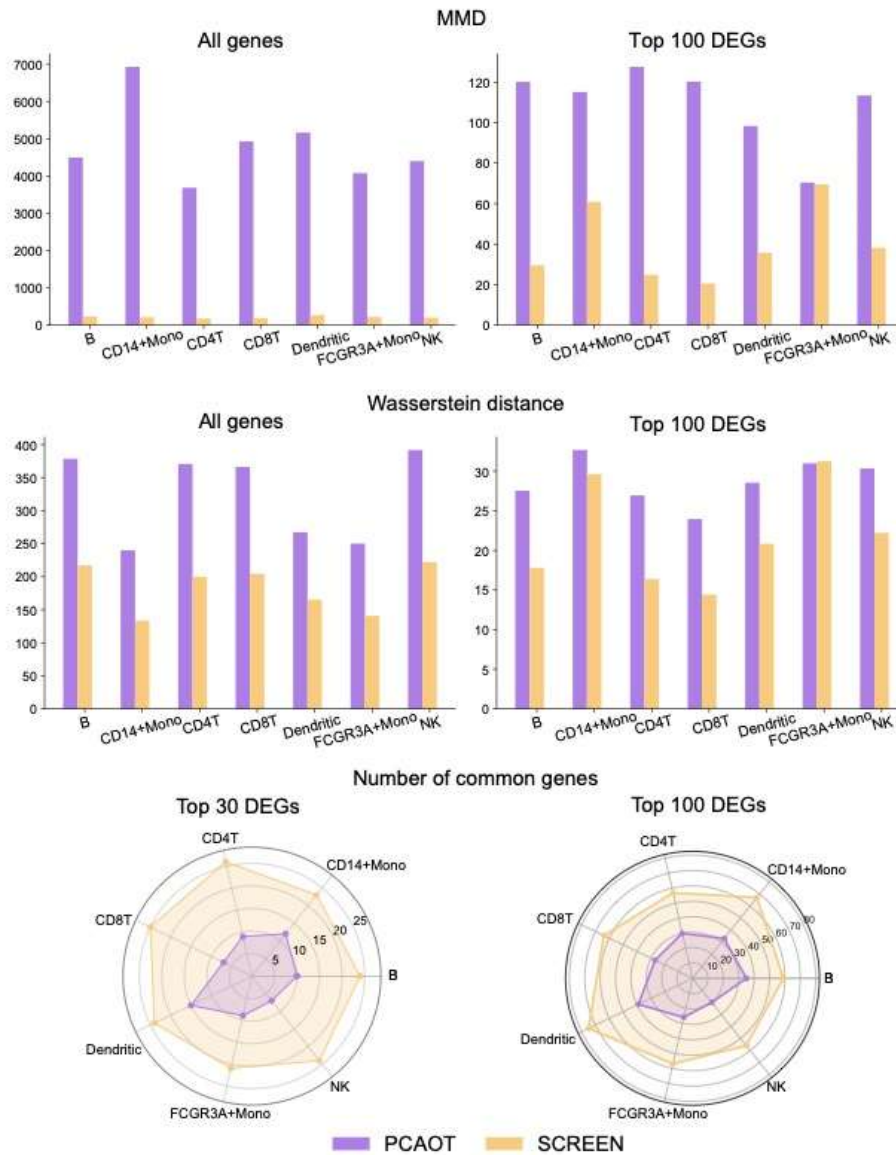 MMD
All genes
Top 100 DEGs
7000
6000
5000
4000
3000
2000
1000
0
B
CD14+Mono
CD4T
CD8T
Dendritic
FCGR3A+Mono
NK
120
100
80
60
40
20
0
B
CD14+Mono
CD4T
CD8T
Dendritic
FCGR3A+Mono
NK
Wasserstein distance
All genes
Top 100 DEGs
400
350
300
250
200
150
100
50
0
B
CD14+Mono
CD4T
CD8T
Dendritic
FCGR3A+Mono
NK
30
25
20
15
10
5
0
B
CD14+Mono
CD4T
CD8T
Dendritic
FCGR3A+Mono
NK
Number of common genes
Top 30 DEGs
CD4T
CD14+Mono
CD8T
5 10 15 20 25
B
Dendritic
NK
FCGR3A+Mono
Top 100 DEGs
CD4T
CD14+Mono
CD8T
10 20 30 40 50 60 70 80
B
Dendritic
NK
FCGR3A+Mono
PCAOT
SCREEN